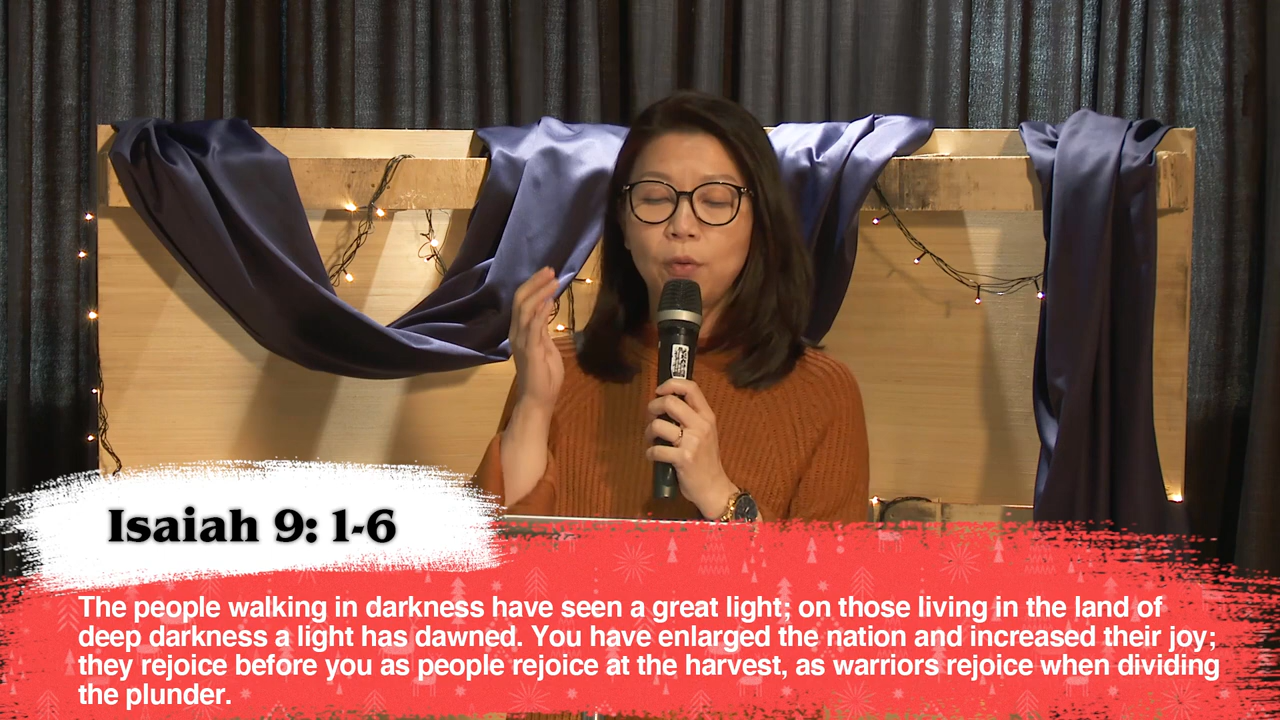 Isaiah 9: 1-6
The people walking in darkness have seen a great light; on those living in the land of
deep darkness a light has dawned. You have enlarged the nation and increased their joy;
they rejoice before you as people rejoice at the harvest, as warriors rejoice when dividing
the plunder.